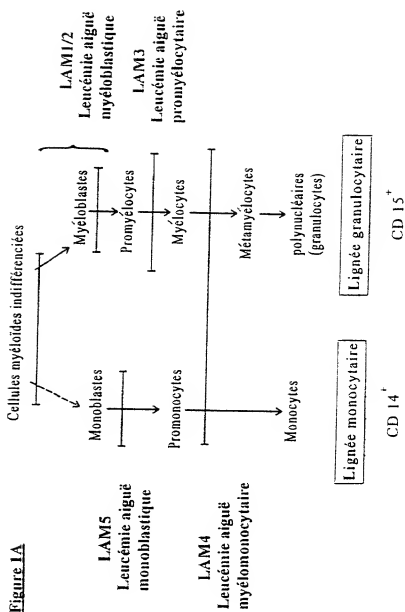 Figure 1A
Cellules myéloïdes indifférenciées
LAM1/2
Leucémie aiguë
myéloblastique
Monoblastes
Myéloblastes
LAM5
Leucémie aiguë
monoblastique
Promyélocytes
LAM3
Leucémie aiguë
promyélocytaire
Promonocytes
Myélocytes
LAM4
Leucémie aiguë
myélomonocytaire
Métamyélocytes
Monocytes
polynucléaires
(granulocytes)
Lignée monocytaire
Lignée granulocytaire
CD 14+
CD 15+